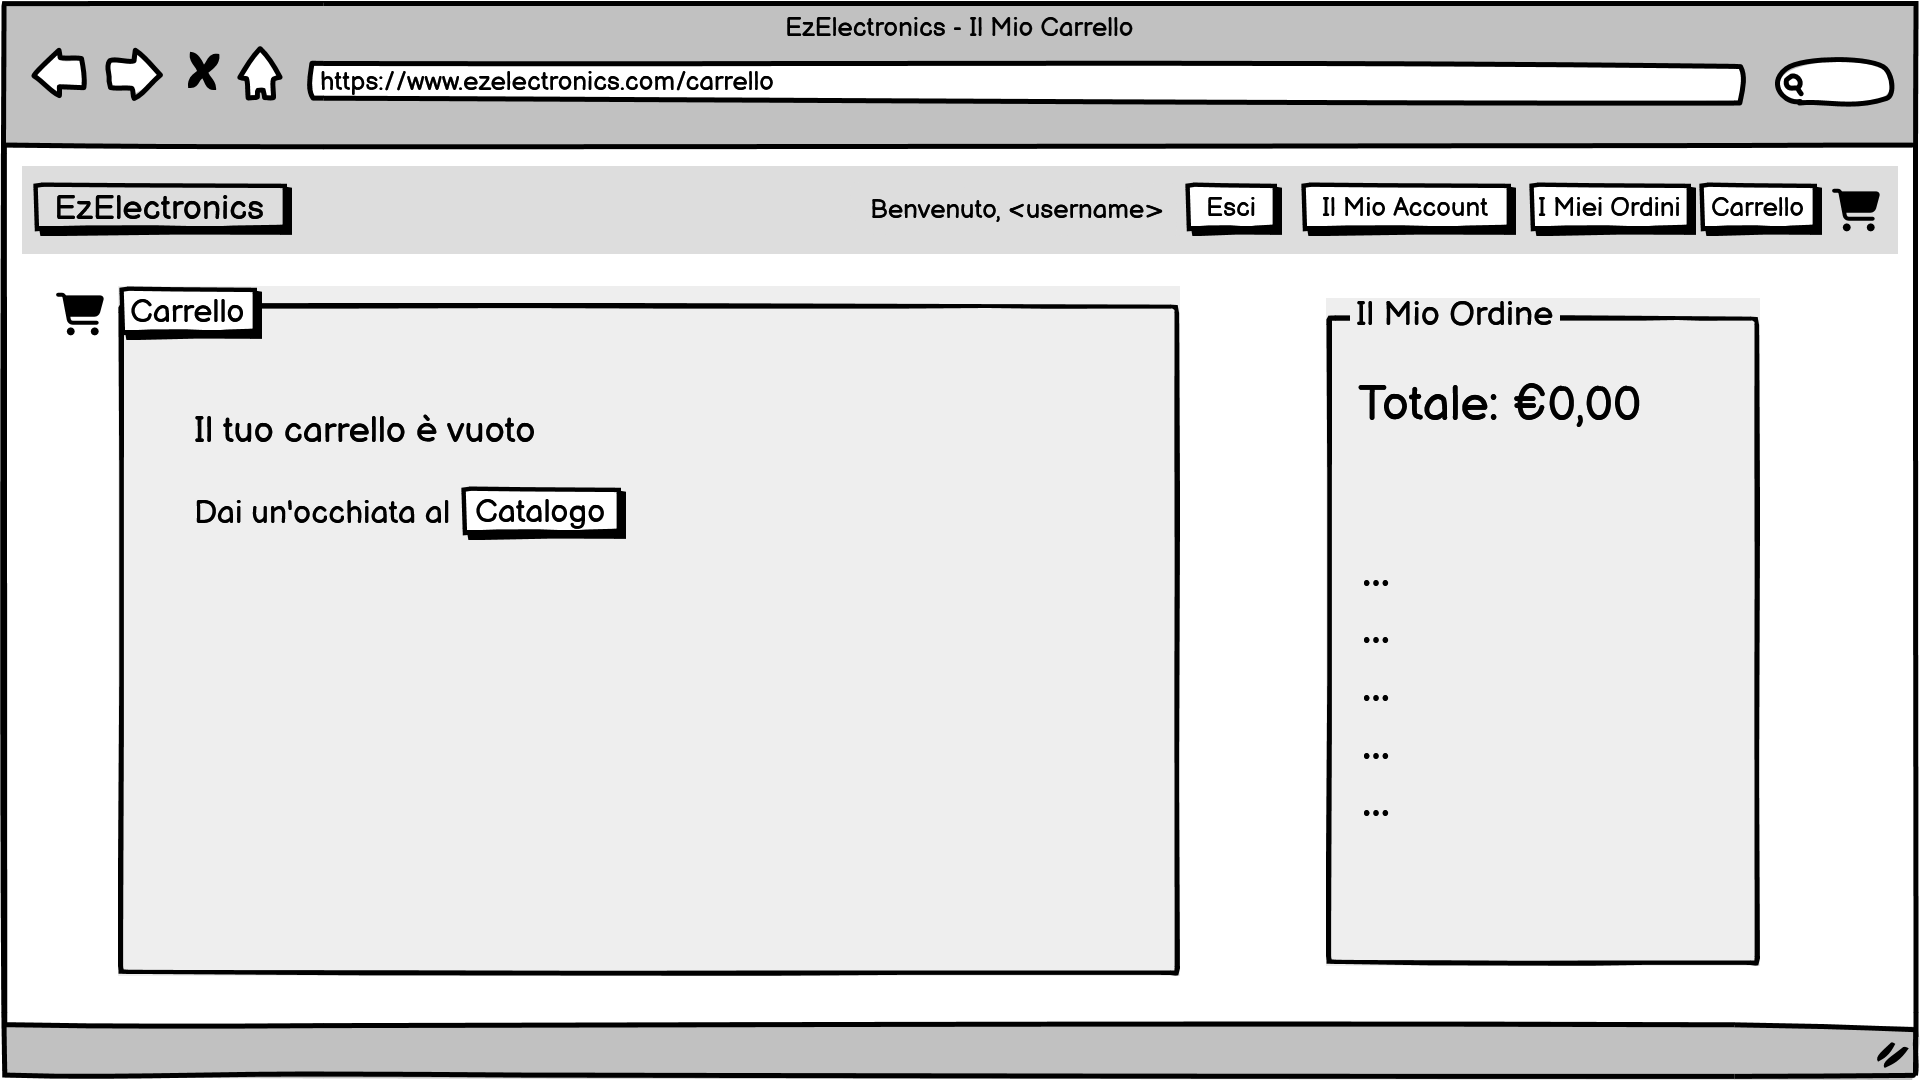 EzElectronics - Il Mio Carrello
https://www.ezelectronics.com/carrello
EzElectronics
Benvenuto, <username>
Esci
Il Mio Account
I Miei Ordini
Carrello
Carrello
Il tuo carrello è vuoto
Dai un'occhiata al Catalogo
Il Mio Ordine
Totale: €0,00
...
...
...
...
...